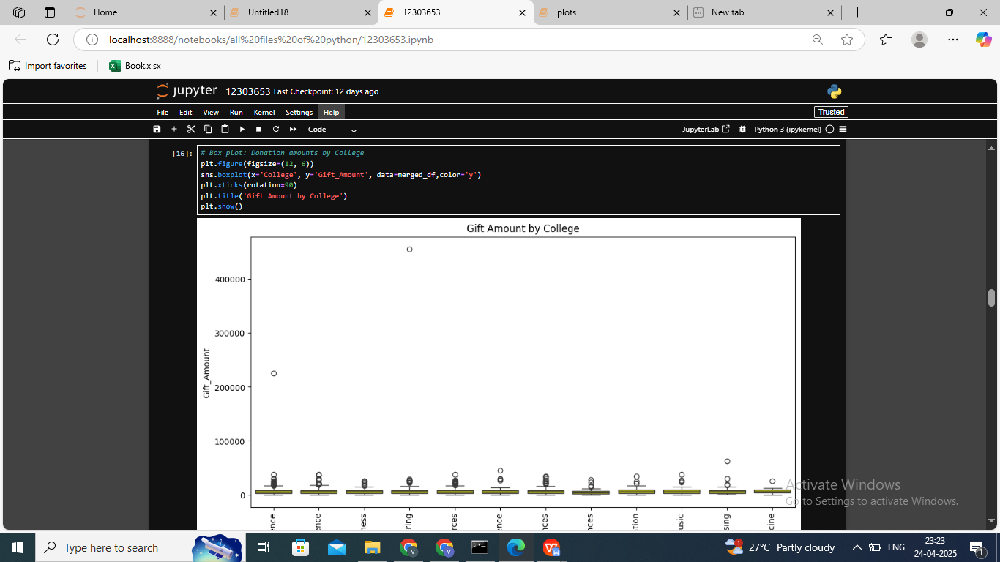 Home
Untitled18
12303653
plots
New tab
localhost:8888/notebooks/all%20files%20of%20python/12303653.ipynb
Import favorites
Book.xlsx
jupyter 12303653 Last Checkpoint: 12 days ago
File Edit View Run Kernel Settings Help
Trusted
Code
JupyterLab
Python 3 (ipykernel)
[16]:
# Box plot: Donation amounts by College
plt.figure(figsize=(12, 6))
sns.boxplot(x='College', y='Gift_Amount', data=merged_df,color='y')
plt.xticks(rotation=90)
plt.title('Gift Amount by College')
plt.show()
Gift Amount by College
400000
300000
200000
100000
0
Gift_Amount
ence
ence
ness
ring
rces
ence
nces
nces
tion
usic
sing
cine
Activate Windows
Go to Settings to activate Windows.
Type here to search
27°C Partly cloudy
ENG
23:23
24-04-2025